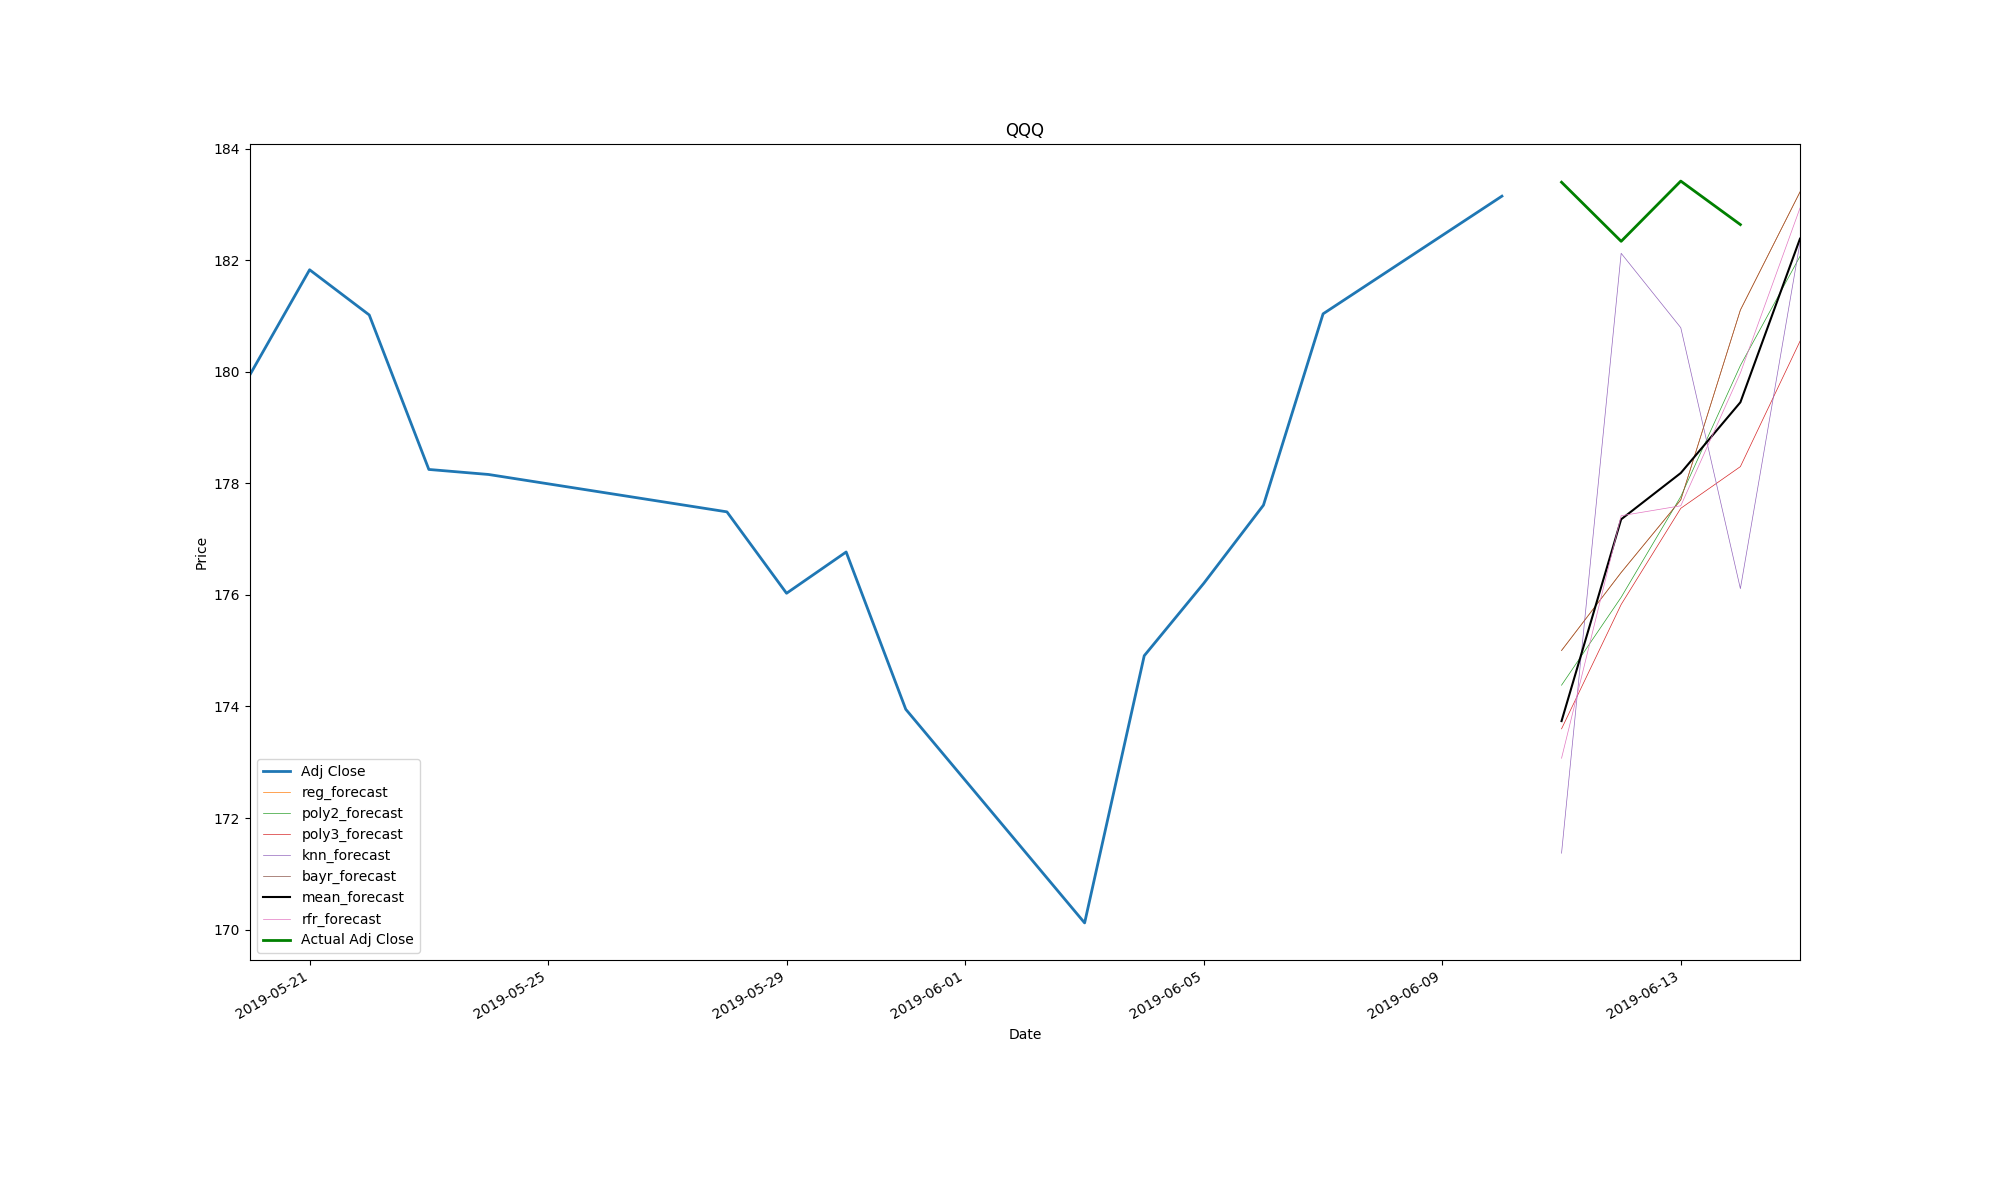 QQQ
184
182
180
178
176
174
172
170
Price
Adj Close
reg_forecast
poly2_forecast
poly3_forecast
knn_forecast
bayr_forecast
mean_forecast
rfr_forecast
Actual Adj Close
2019-05-21
2019-05-25
2019-05-29
2019-06-01
2019-06-05
2019-06-09
2019-06-13
Date